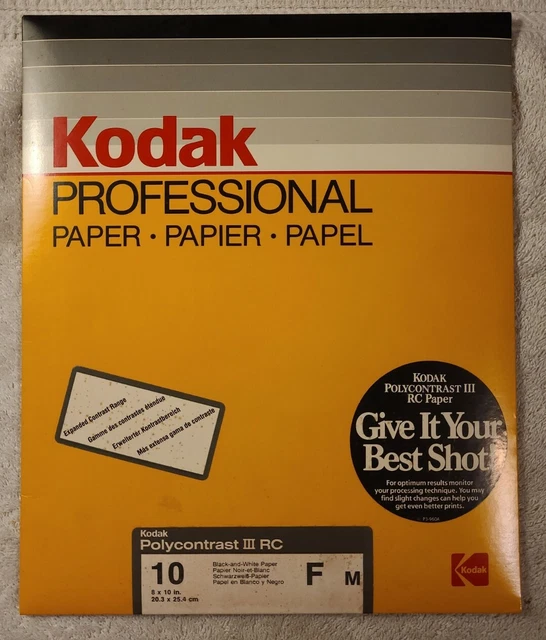 Kodak
PROFESSIONAL
PAPER · PAPIER · PAPEL
Expanded Contrast Range
Gamme des contrastes étendue
Erweiterter Kontrastbereich
Más extensa gama de contraste
KODAK
POLYCONTRAST III
RC Paper
Give It Your
Best Shot!
For optimum results monitor
your processing technique. You may
find slight changes can help you
get even better prints.
Kodak
Polycontrast III RC
10
8 x 10 in.
20.3 x 25.4 cm
Black-and-White Paper
Papier Noir-et-Blanc
Schwarzweiß-Papier
Papel en Blanco y Negro
F M
Kodak